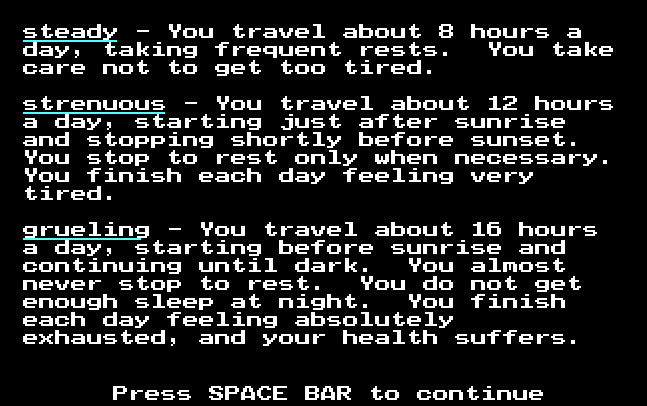 steady - You travel about 8 hours a
day, taking frequent rests.  You take
care not to get too tired.
strenuous - You travel about 12 hours
a day, starting just after sunrise
and stopping shortly before sunset.
You stop to rest only when necessary.
You finish each day feeling very
tired.
grueling - You travel about 16 hours
a day, starting before sunrise and
continuing until dark.  You almost
never stop to rest.  You do not get
enough sleep at night.  You finish
each day feeling absolutely
exhausted, and your health suffers.
Press SPACE BAR to continue